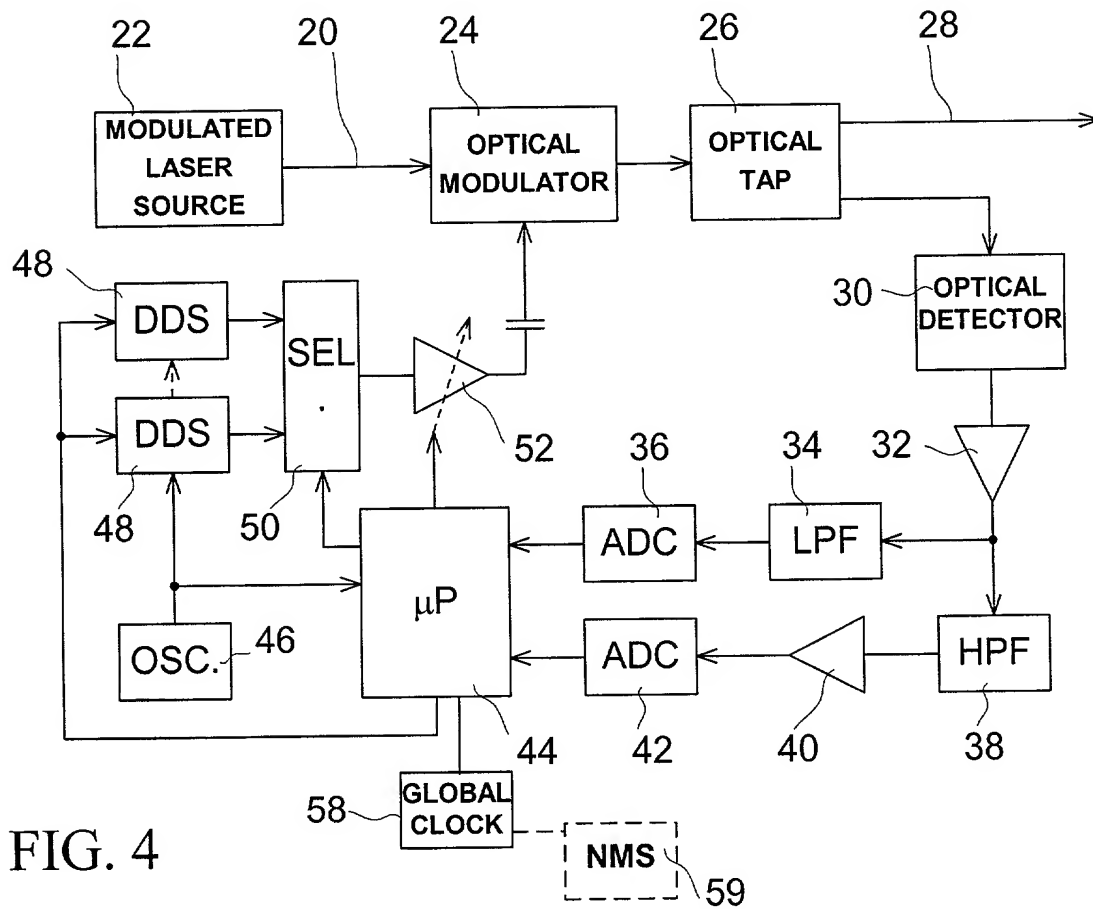 22
20
24
26
28
MODULATED
LASER
SOURCE
OPTICAL
MODULATOR
OPTICAL
TAP
48
DDS
SEL
.
30
OPTICAL
DETECTOR
DDS
52
36
34
32
48
50
ADC
LPF
μP
OSC.
46
ADC
HPF
44
42
40
38
58
GLOBAL
CLOCK
NMS
59
FIG. 4